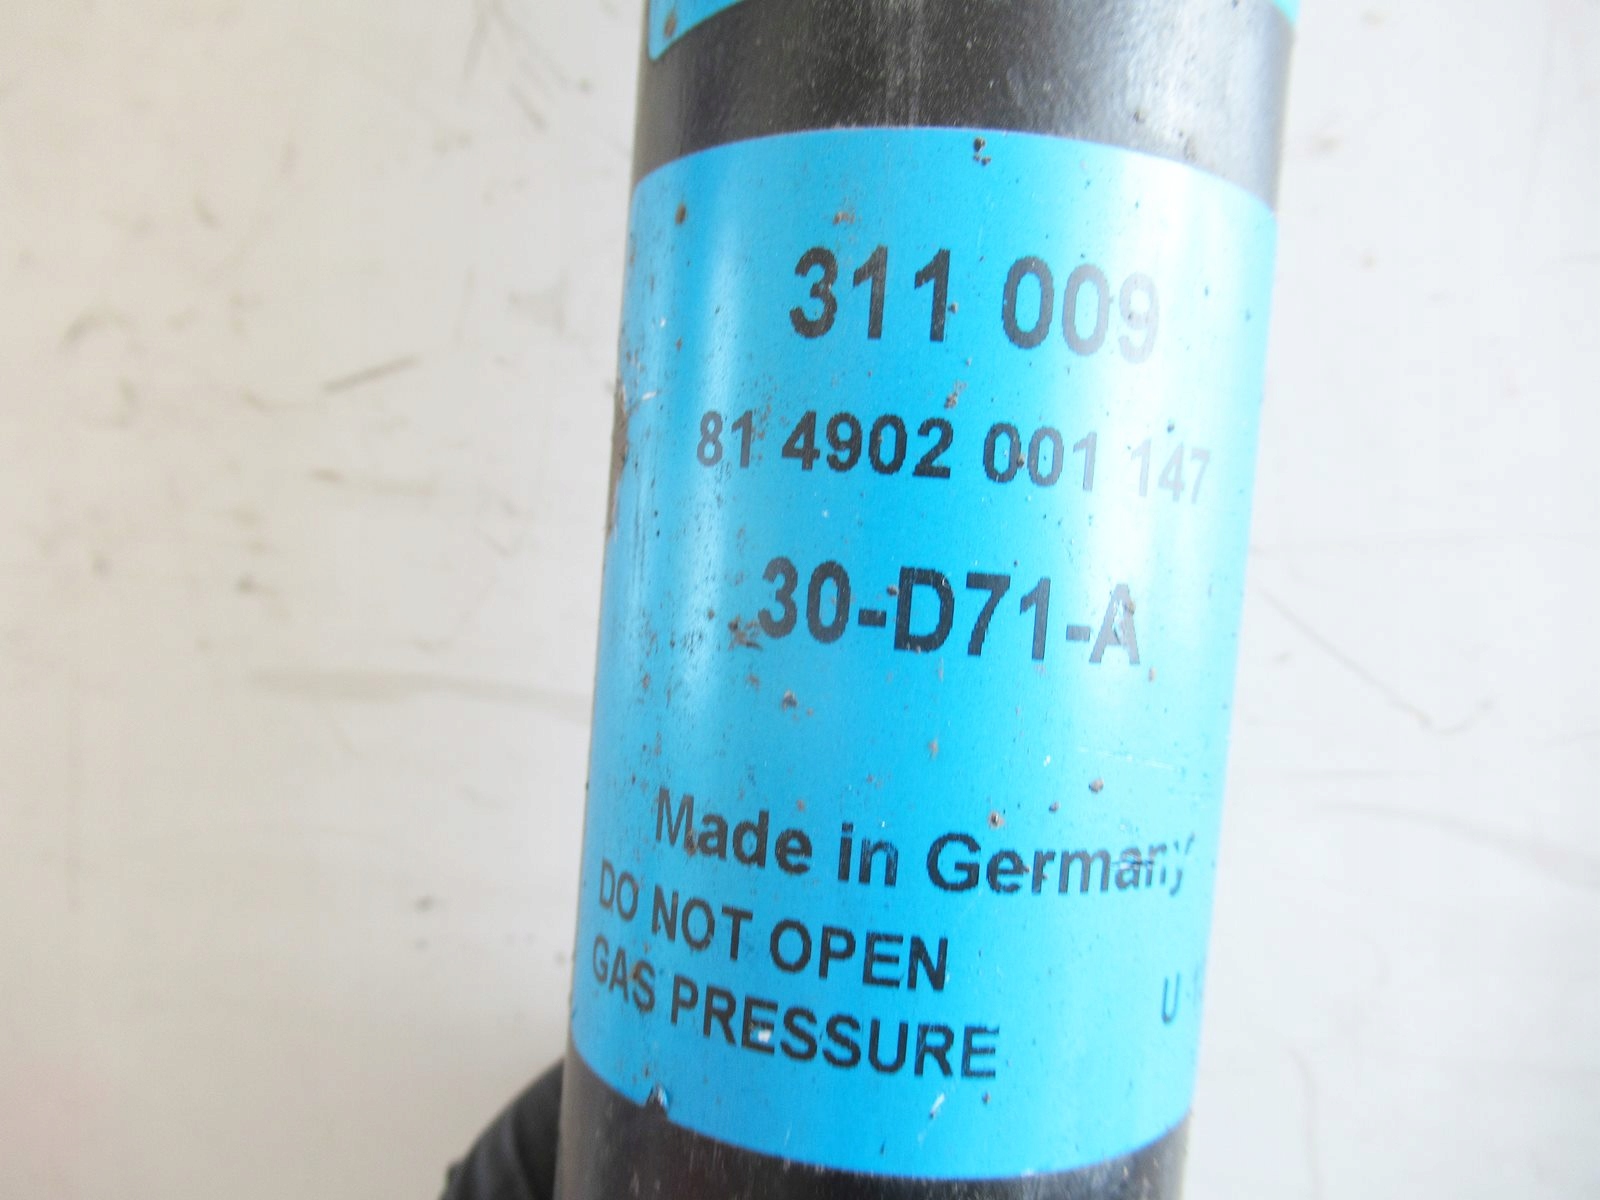 311 009
81 4902 001 147
30-D71-A
Made in Germany
DO NOT OPEN
GAS PRESSURE
U